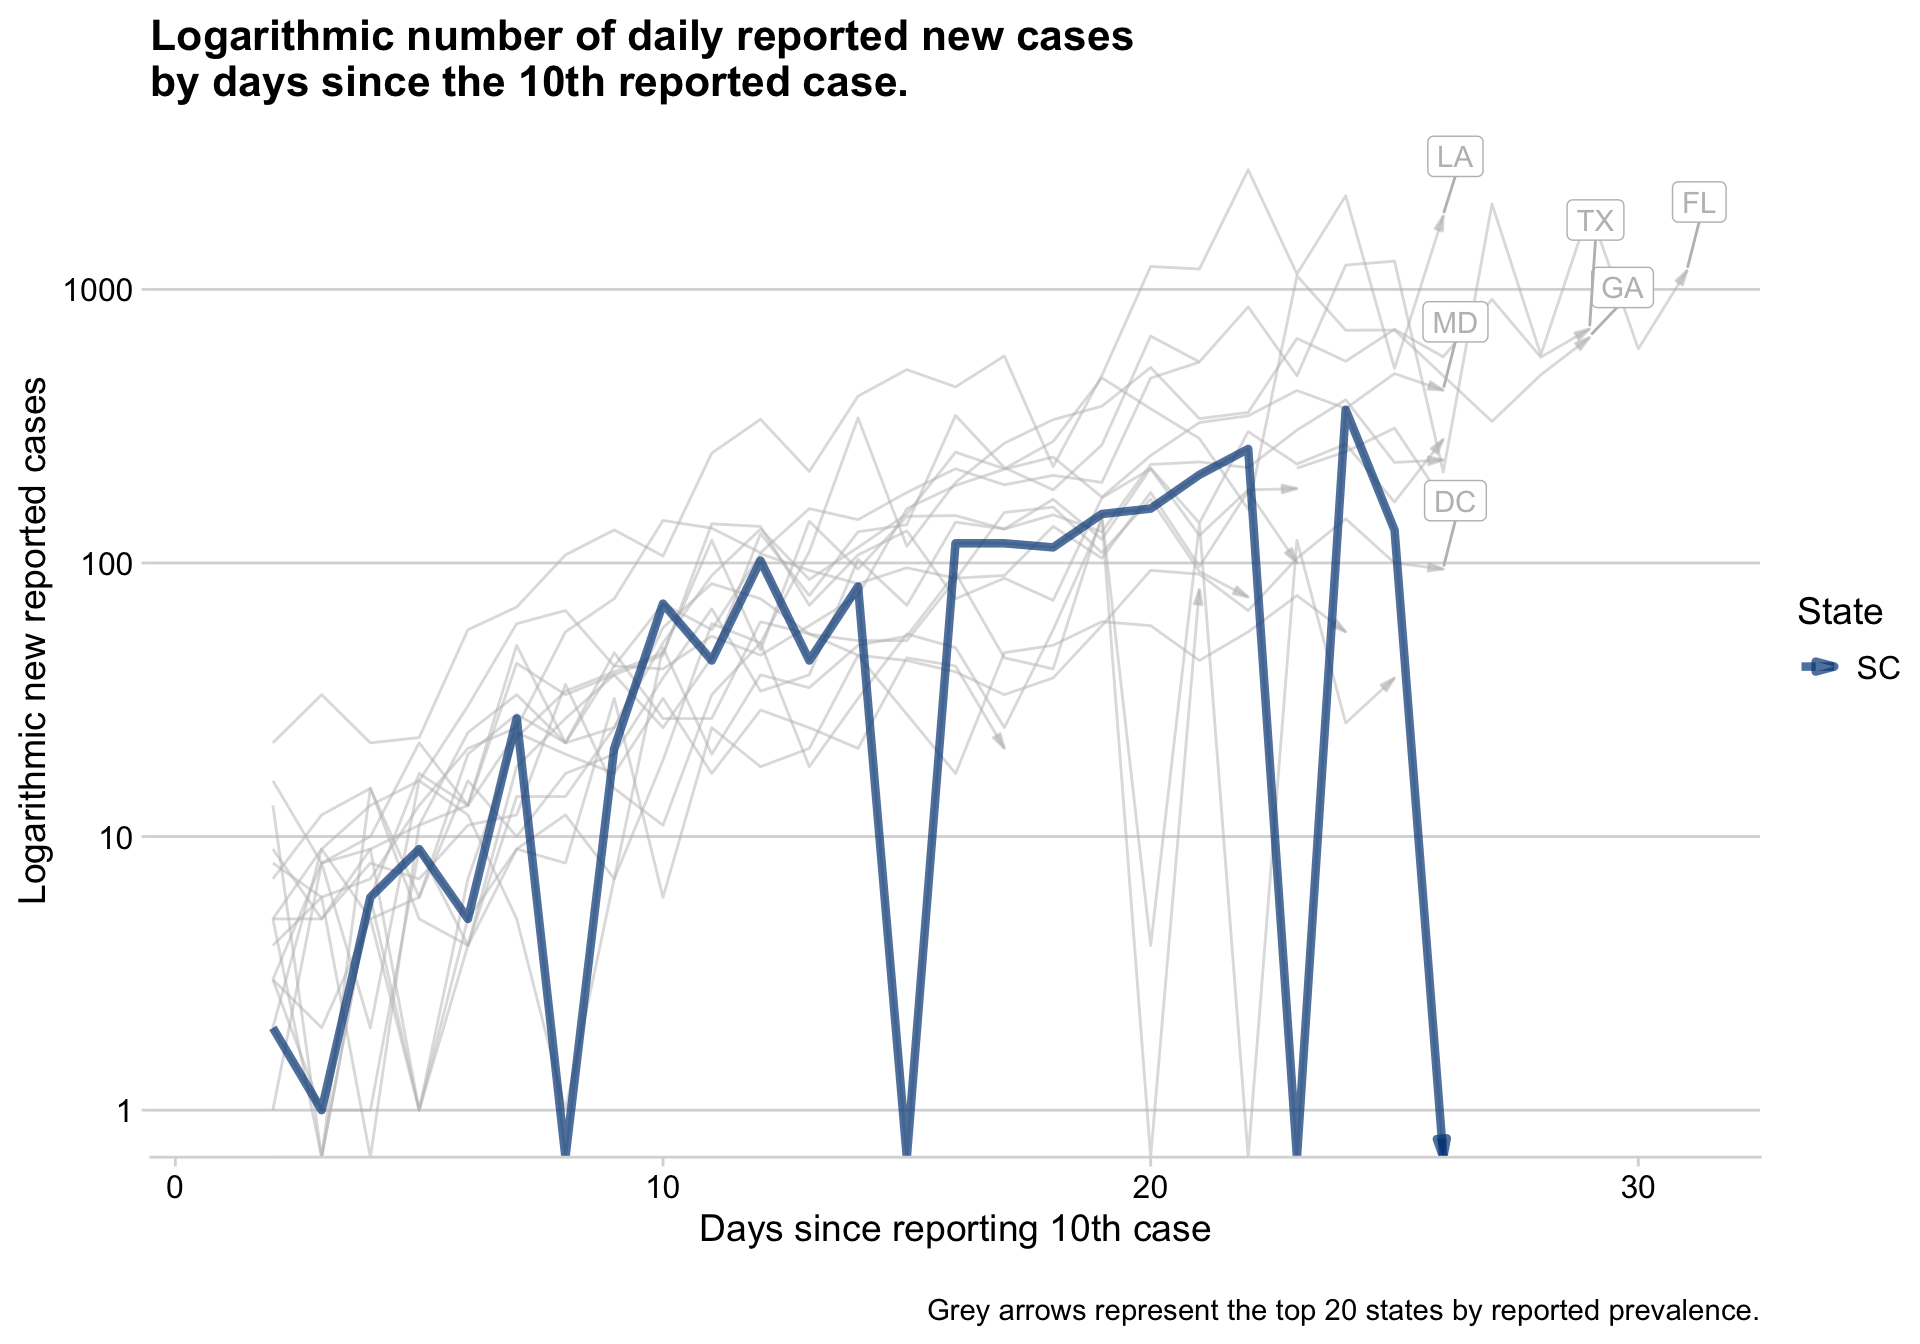 Logarithmic number of daily reported new cases
by days since the 10th reported case.
LA
FL
TX
GA
MD
DC
1000
100
10
1
Logarithmic new reported cases
State
SC
0
10
20
30
Days since reporting 10th case
Grey arrows represent the top 20 states by reported prevalence.